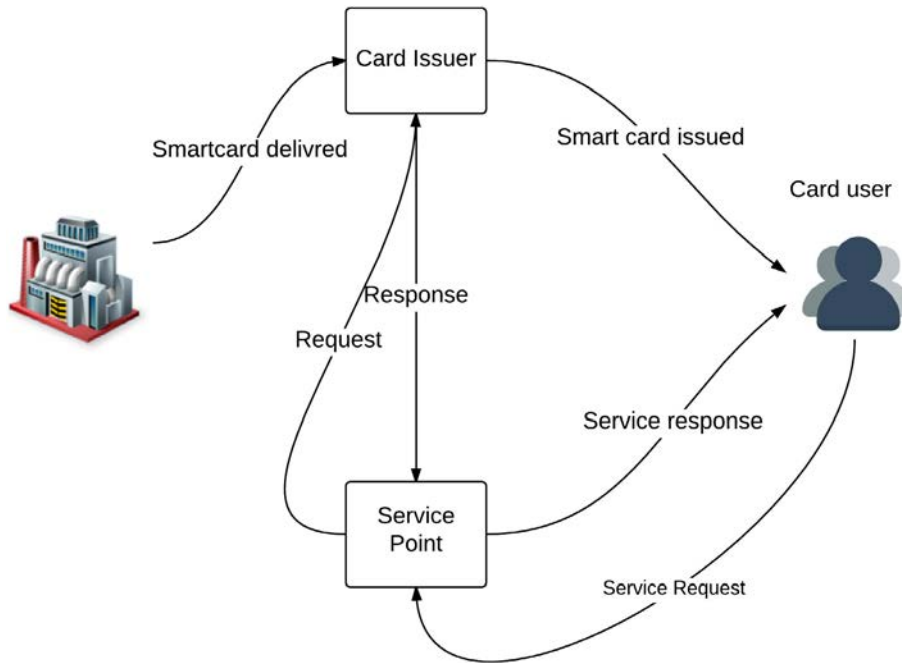 Card Issuer
Smartcard delivred
Smart card issued
Card user
Response
Request
Service response
Service
Point
Service Request